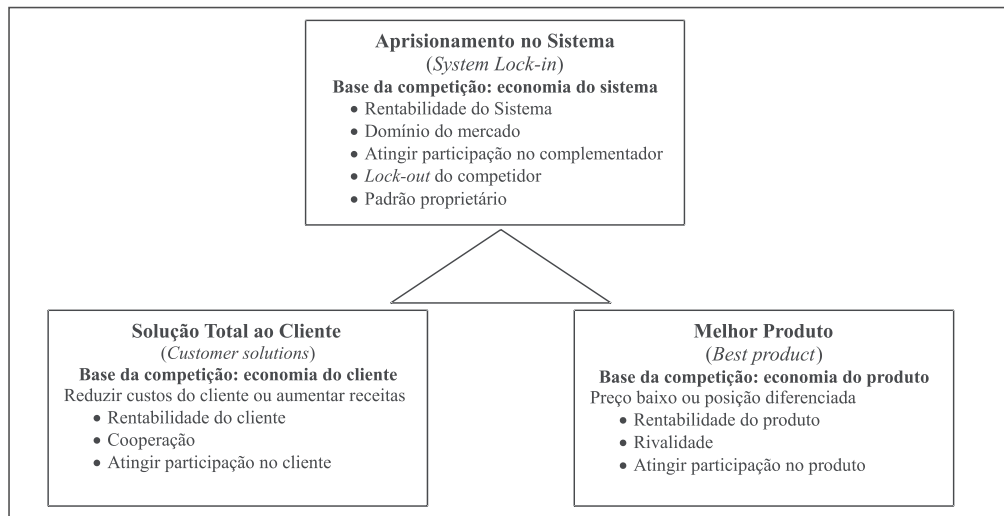 Aprisionamento no Sistema
(System Lock-in)
Base da competição: economia do sistema
• Rentabilidade do Sistema
• Domínio do mercado
• Atingir participação no complementador
• Lock-out do competidor
• Padrão proprietário
Solução Total ao Cliente
(Customer solutions)
Base da competição: economia do cliente
Reduzir custos do cliente ou aumentar receitas
• Rentabilidade do cliente
• Cooperação
• Atingir participação no cliente
Melhor Produto
(Best product)
Base da competição: economia do produto
Preço baixo ou posição diferenciada
• Rentabilidade do produto
• Rivalidade
• Atingir participação no produto